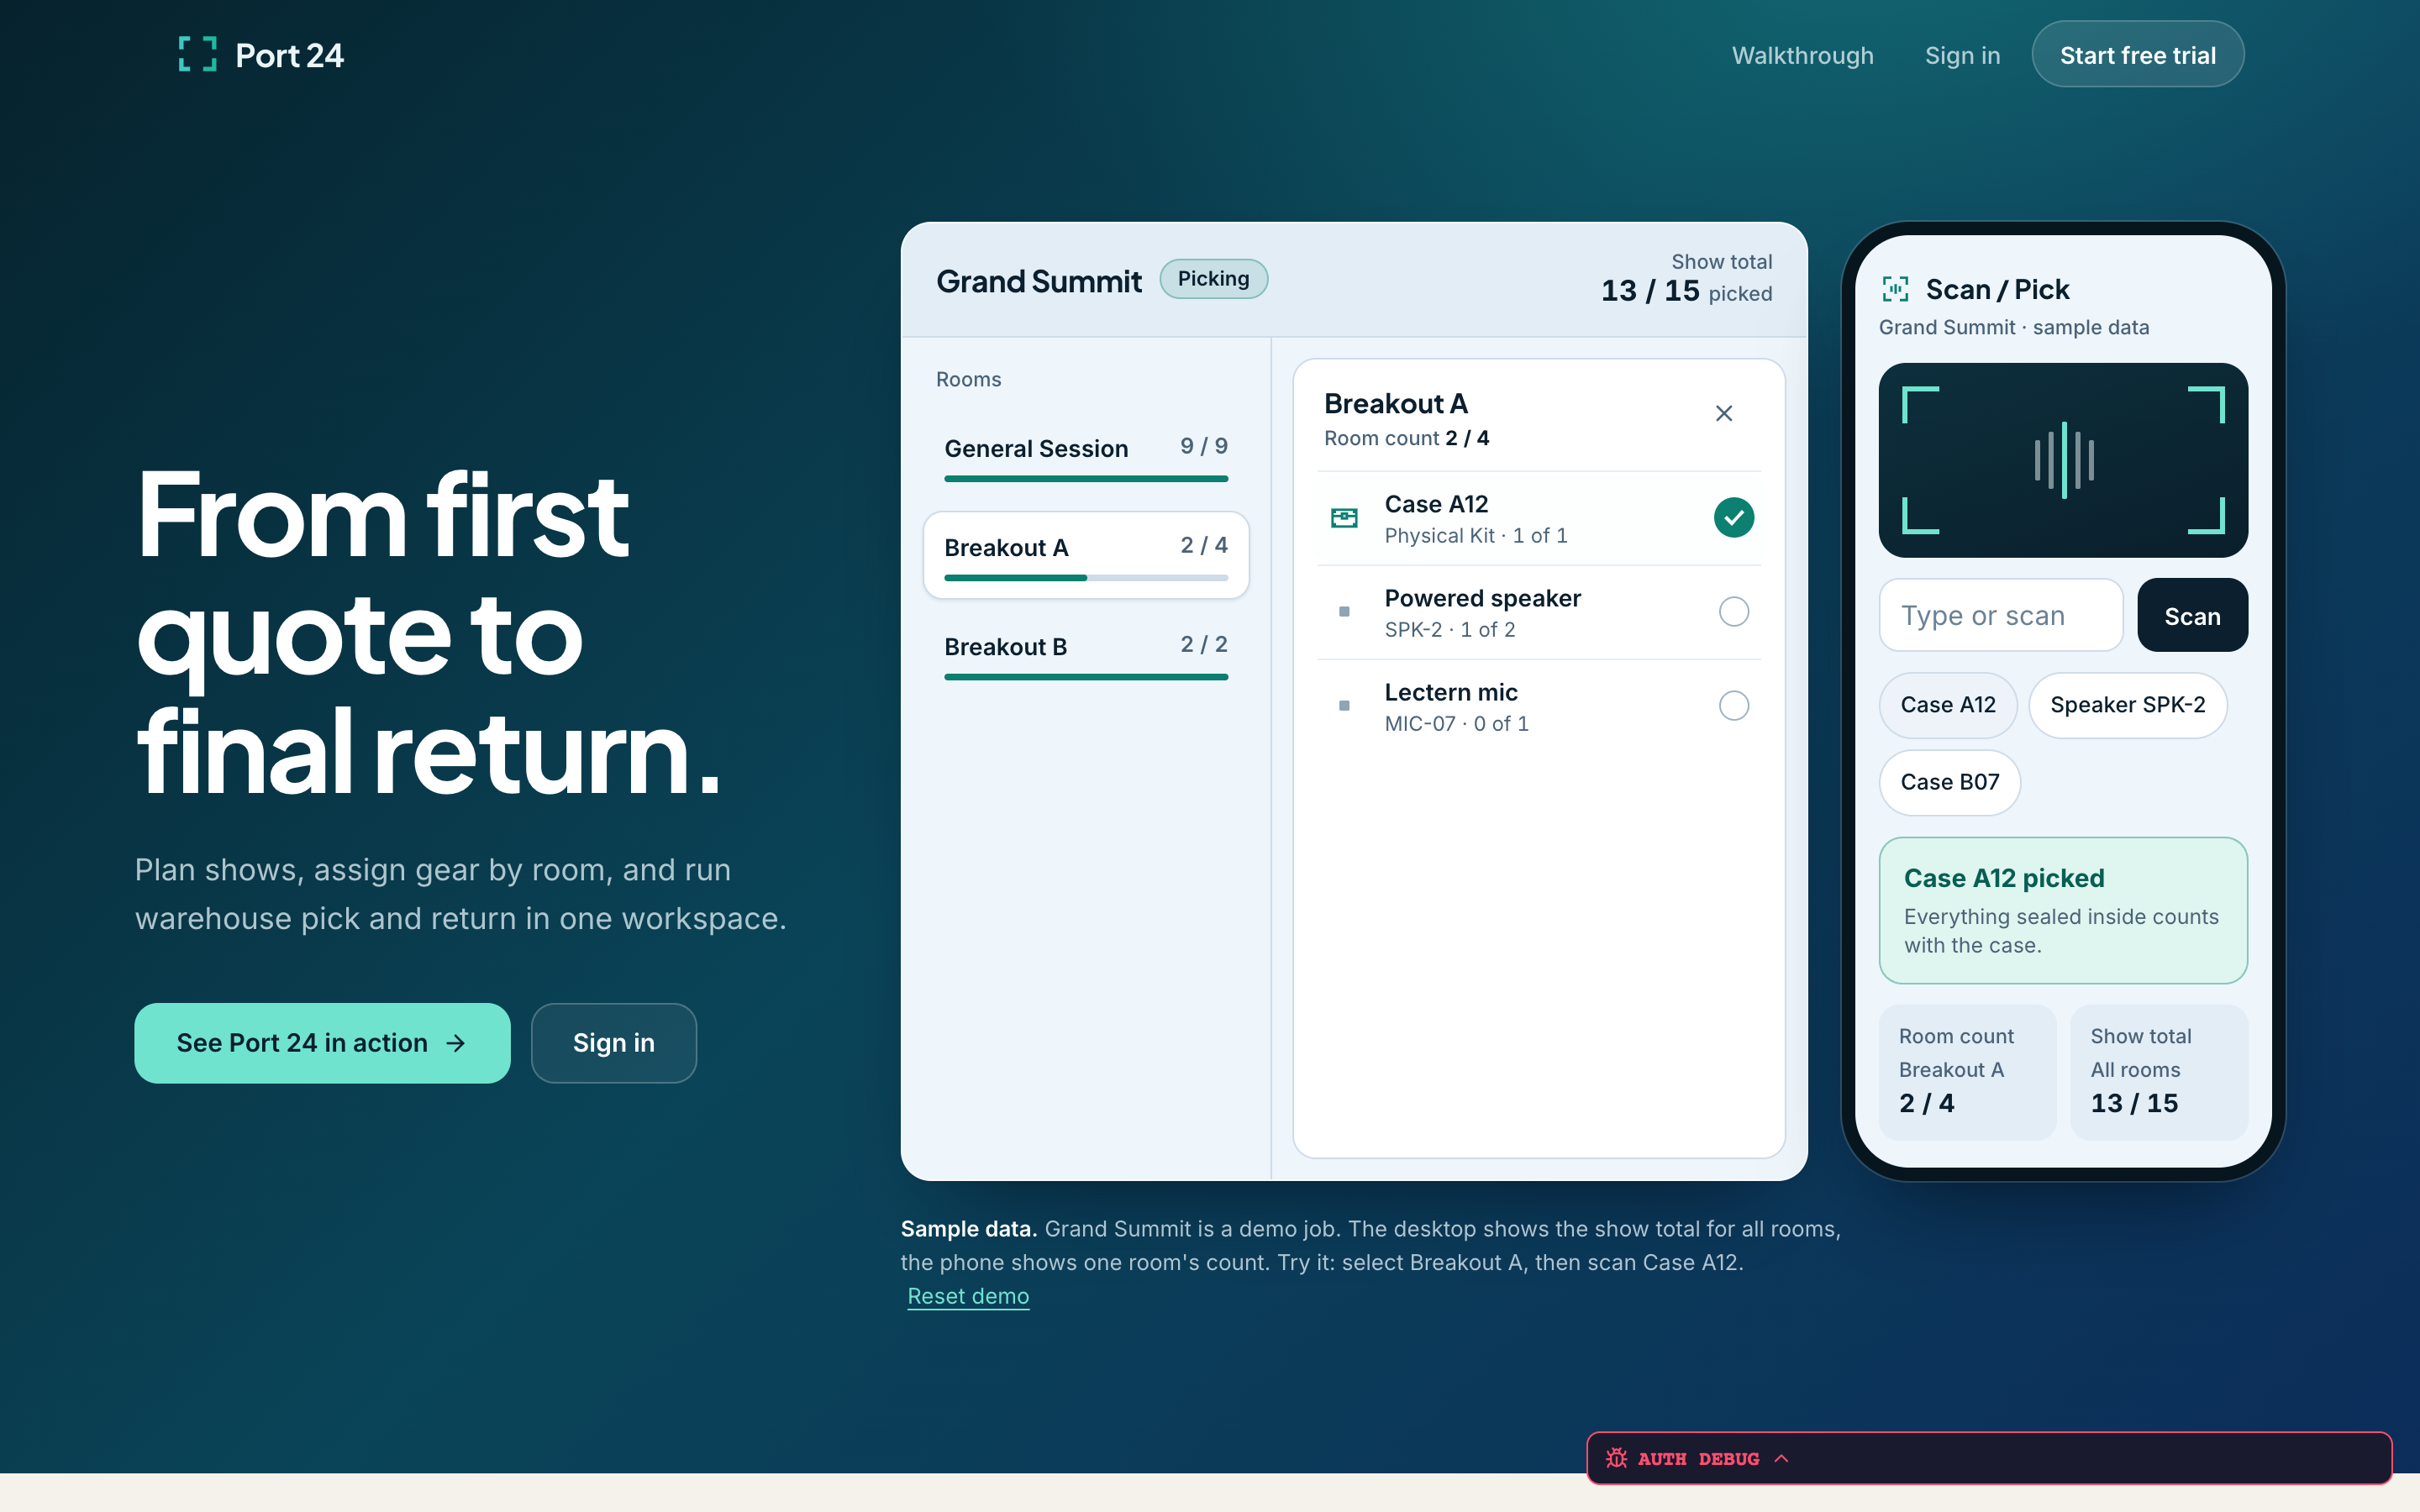 Port 24
Walkthrough
Sign in
Start free trial
From first
quote to
final return.
Plan shows, assign gear by room, and run
warehouse pick and return in one workspace.
See Port 24 in action
Sign in
Grand Summit
Picking
Show total
13 / 15 picked
Rooms
General Session
9 / 9
Breakout A
2 / 4
Breakout B
2 / 2
Breakout A
Room count 2 / 4
Case A12
Physical Kit · 1 of 1
Powered speaker
SPK-2 · 1 of 2
Lectern mic
MIC-07 · 0 of 1
Scan / Pick
Grand Summit · sample data
Type or scan
Scan
Case A12
Speaker SPK-2
Case B07
Case A12 picked
Everything sealed inside counts
with the case.
Room count
Breakout A
2 / 4
Show total
All rooms
13 / 15
Sample data. Grand Summit is a demo job. The desktop shows the show total for all rooms,
the phone shows one room's count. Try it: select Breakout A, then scan Case A12.
Reset demo
AUTH DEBUG